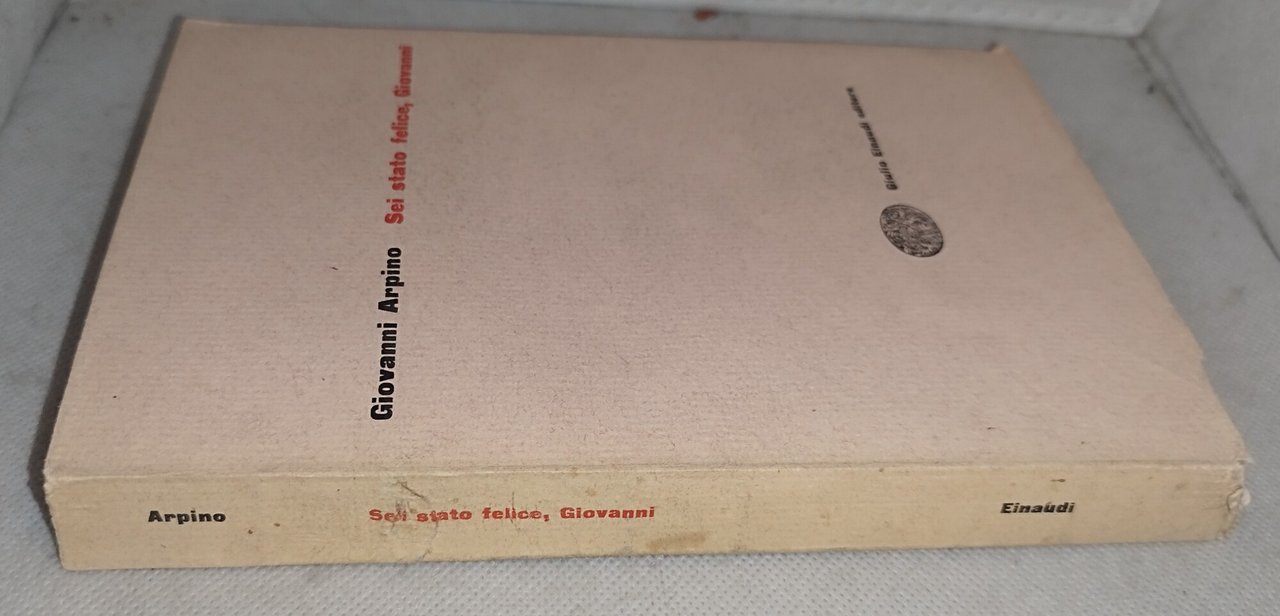 Giovanni Arpino Sei stato felice, Giovanni
Giulio Einaudi editore
Arpino Sei stato felice, Giovanni Einaudi